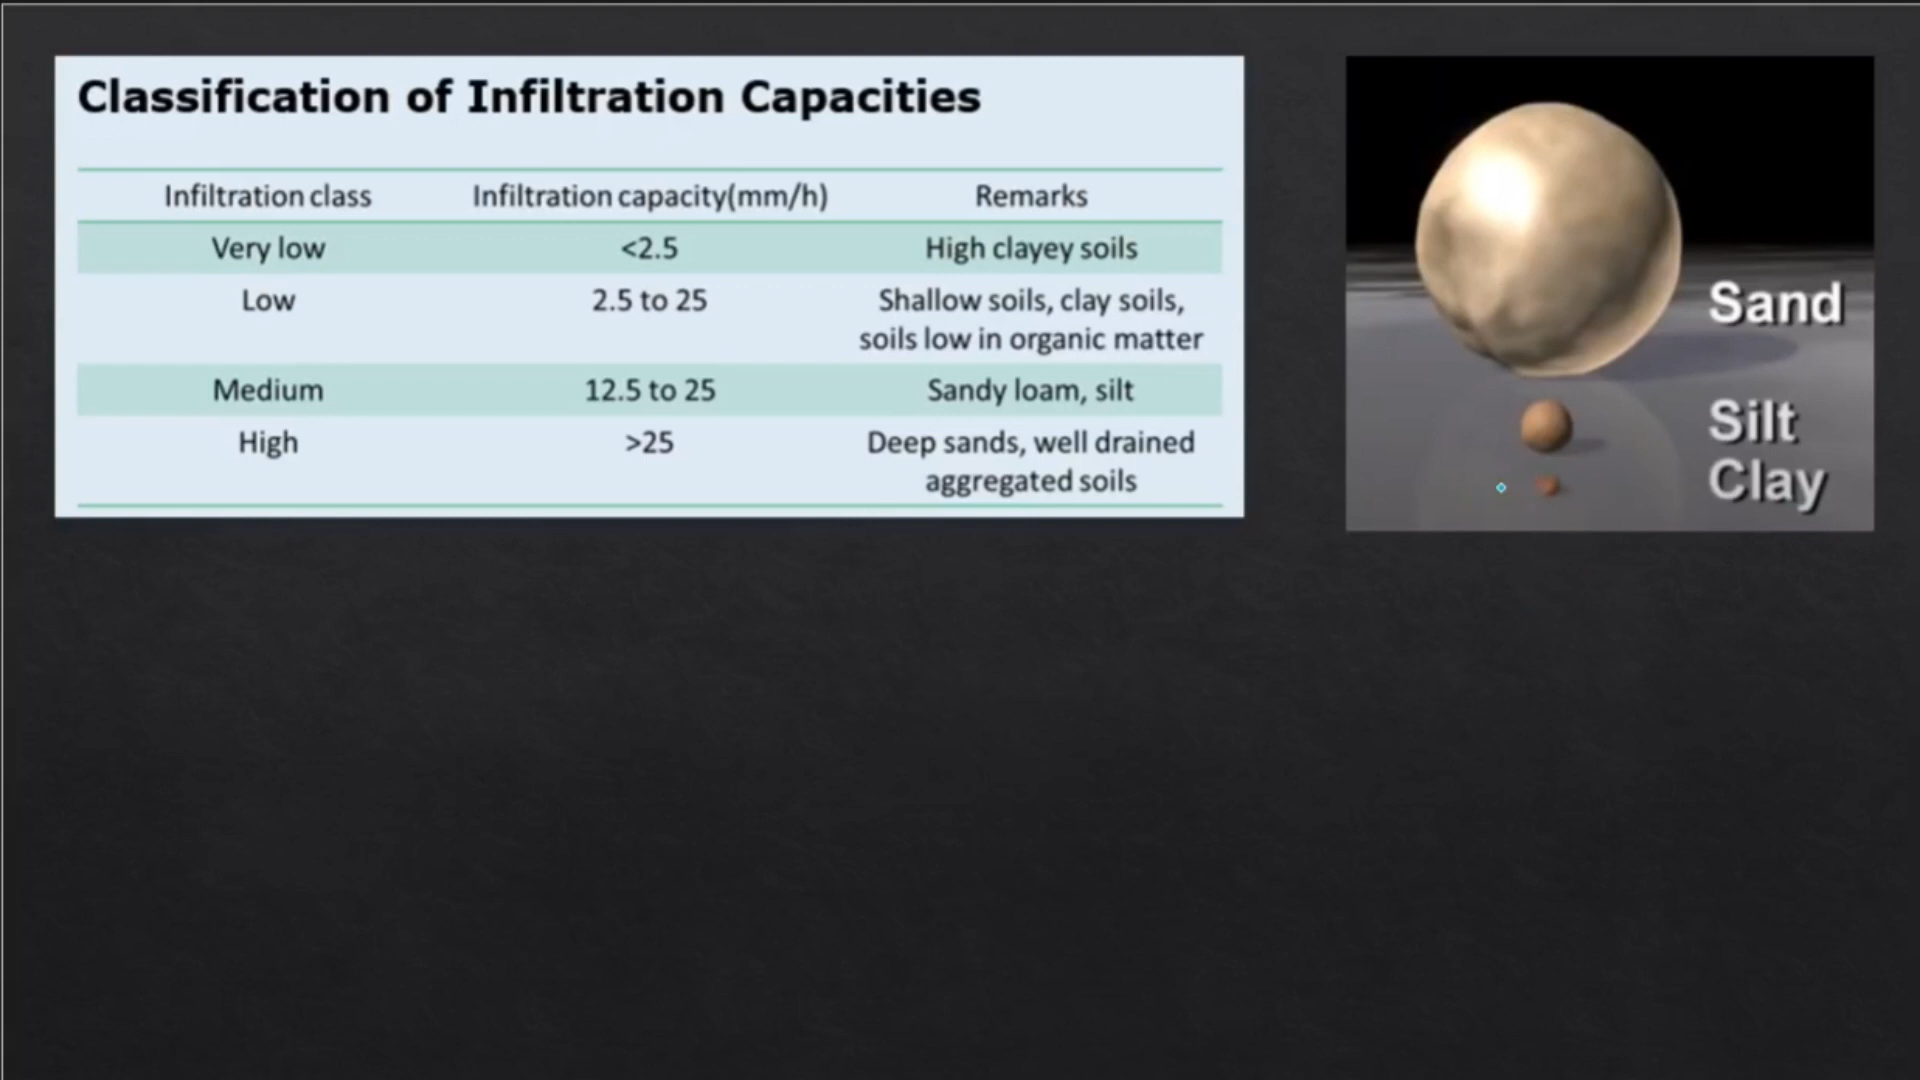 Classification of Infiltration Capacities
Infiltration class Infiltration capacity(mm/h) Remarks
Very low <2.5 High clayey soils
Low 2.5 to 25 Shallow soils, clay soils,
soils low in organic matter
Medium 12.5 to 25 Sandy loam, silt
High >25 Deep sands, well drained
aggregated soils
Sand
Silt
Clay